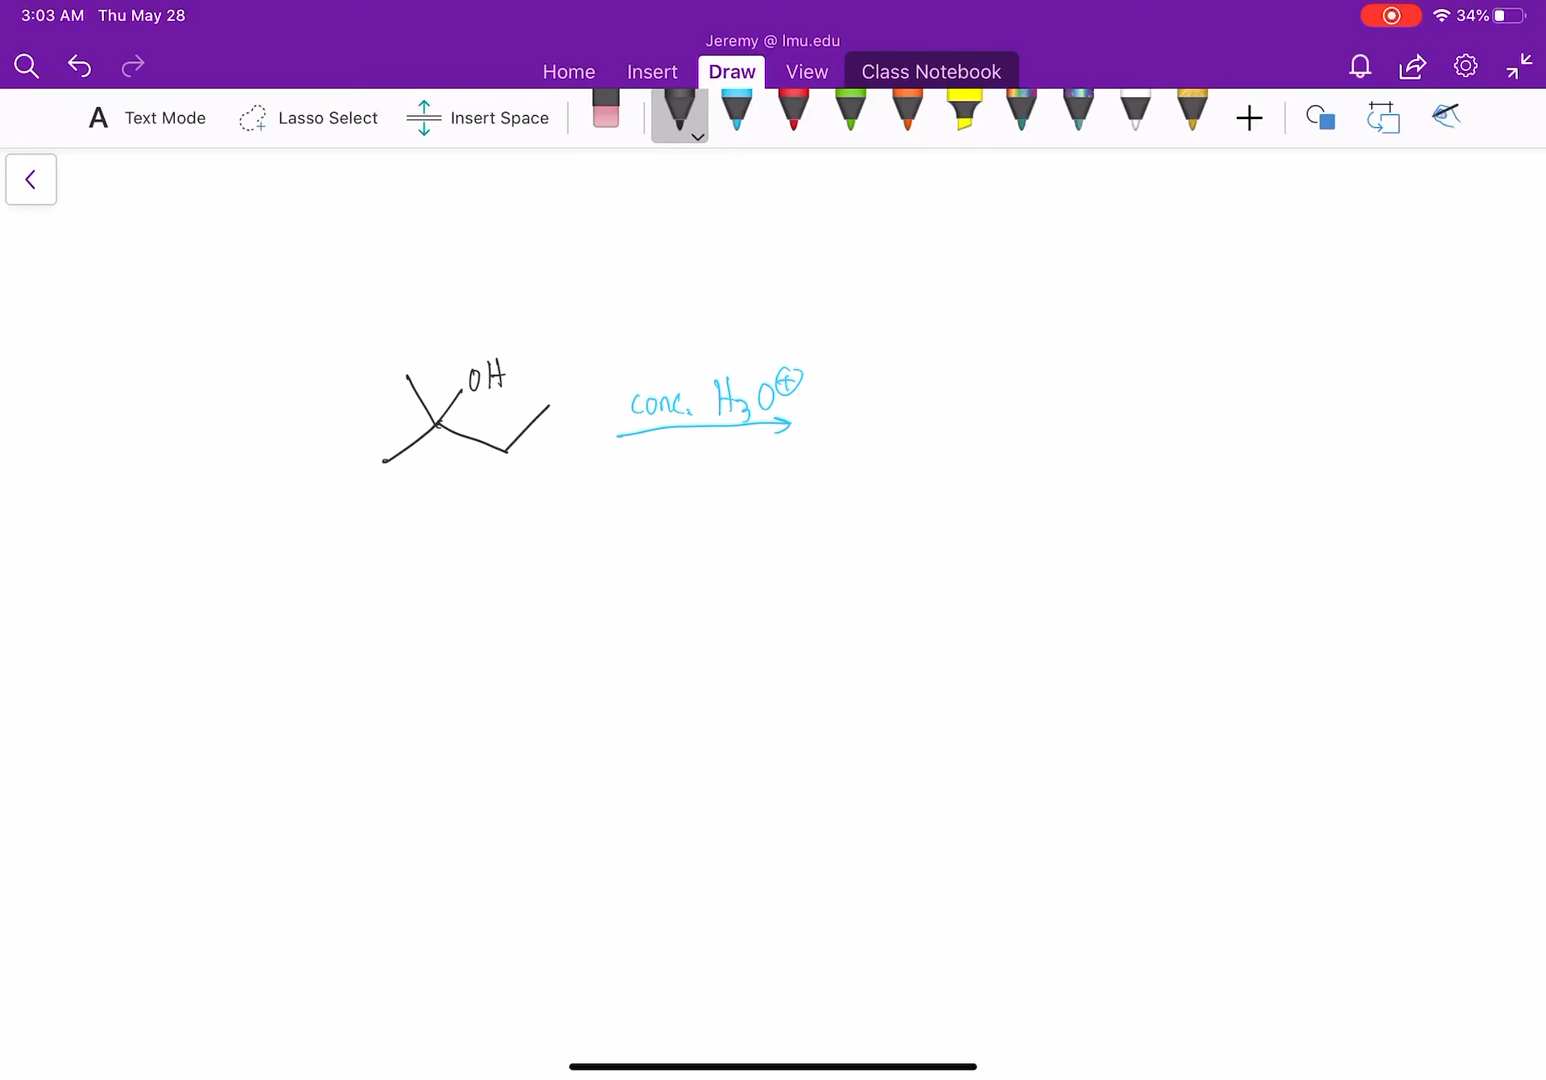 3:03 AM Thu May 28
34%
Jeremy @ lmu.edu
Home Insert Draw View Class Notebook
A Text Mode Lasso Select Insert Space
OH
conc. H₃O⊕